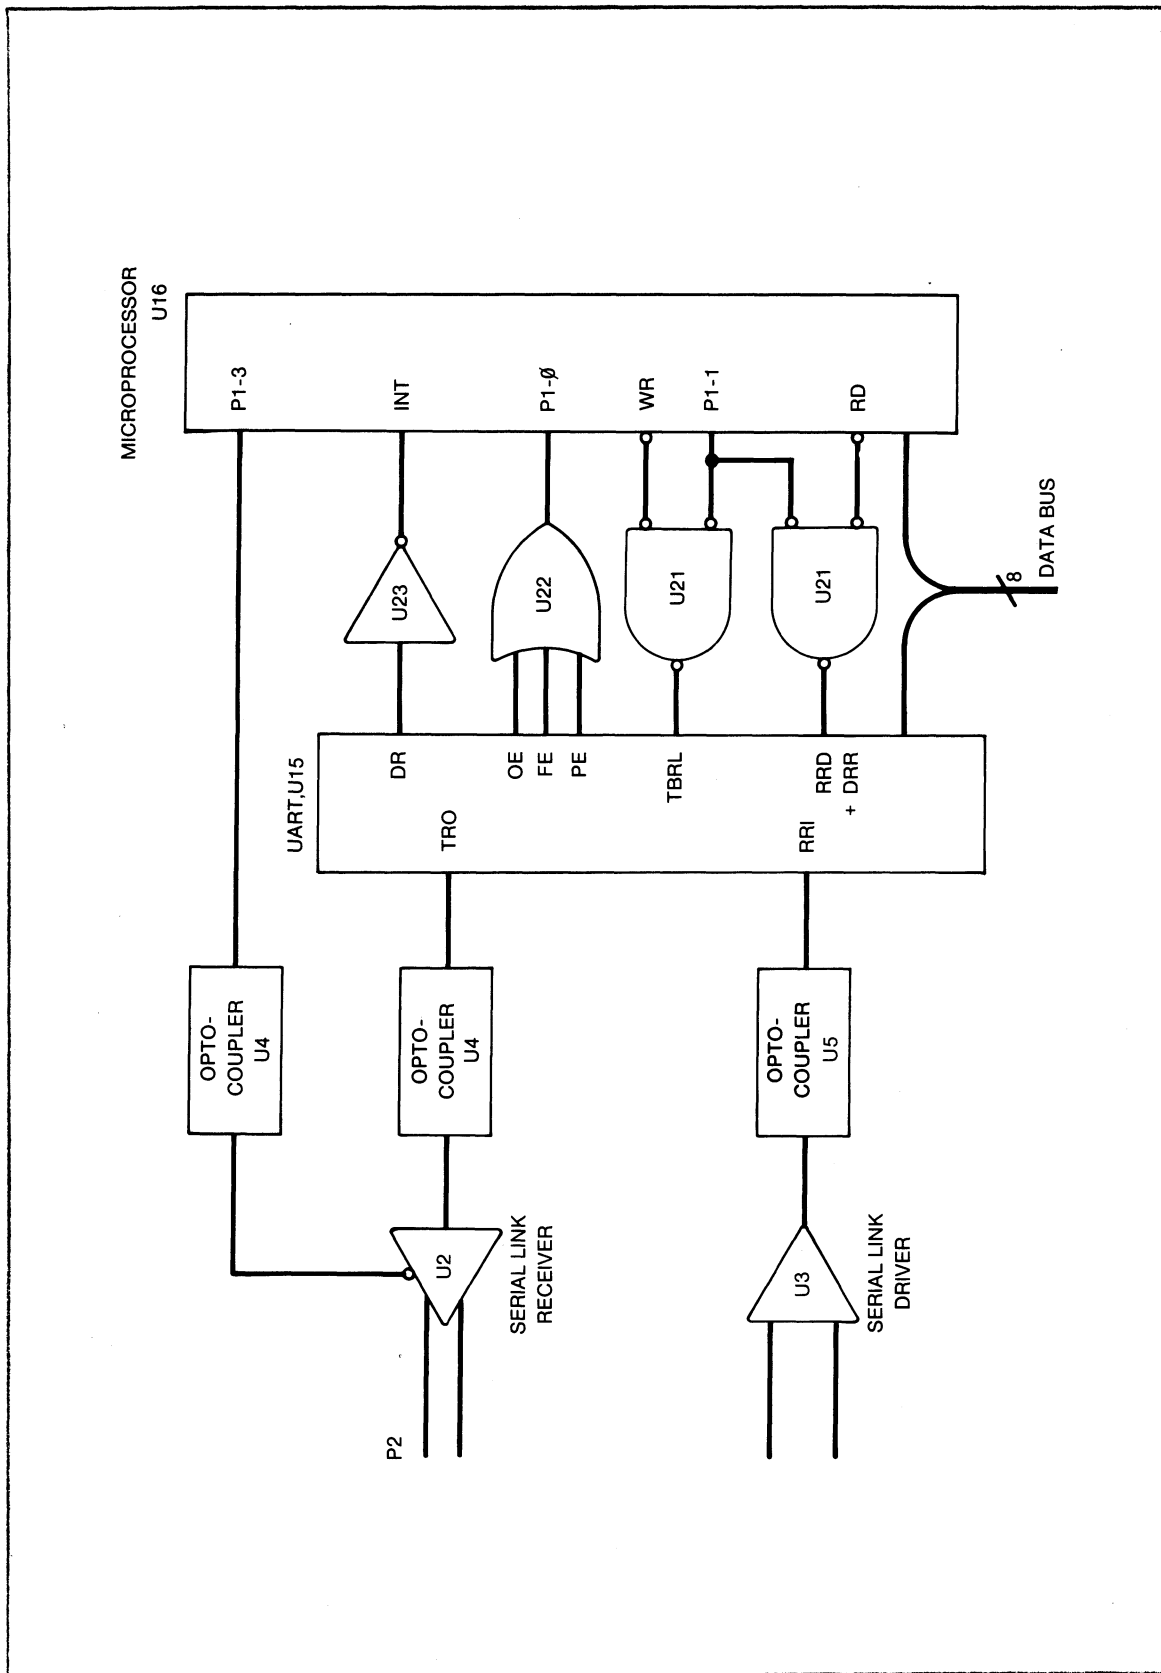 MICROPROCESSOR
U16
P1-3
INT
P1-Ø
WR
P1-1
RD
U23
U22
U21
U21
8
DATA BUS
UART,U15
DR
OE
FE
PE
TBRL
RRD
+ DRR
TRO
RRI
OPTO-
COUPLER
U4
OPTO-
COUPLER
U4
OPTO-
COUPLER
U5
U2
SERIAL LINK
RECEIVER
U3
SERIAL LINK
DRIVER
P2